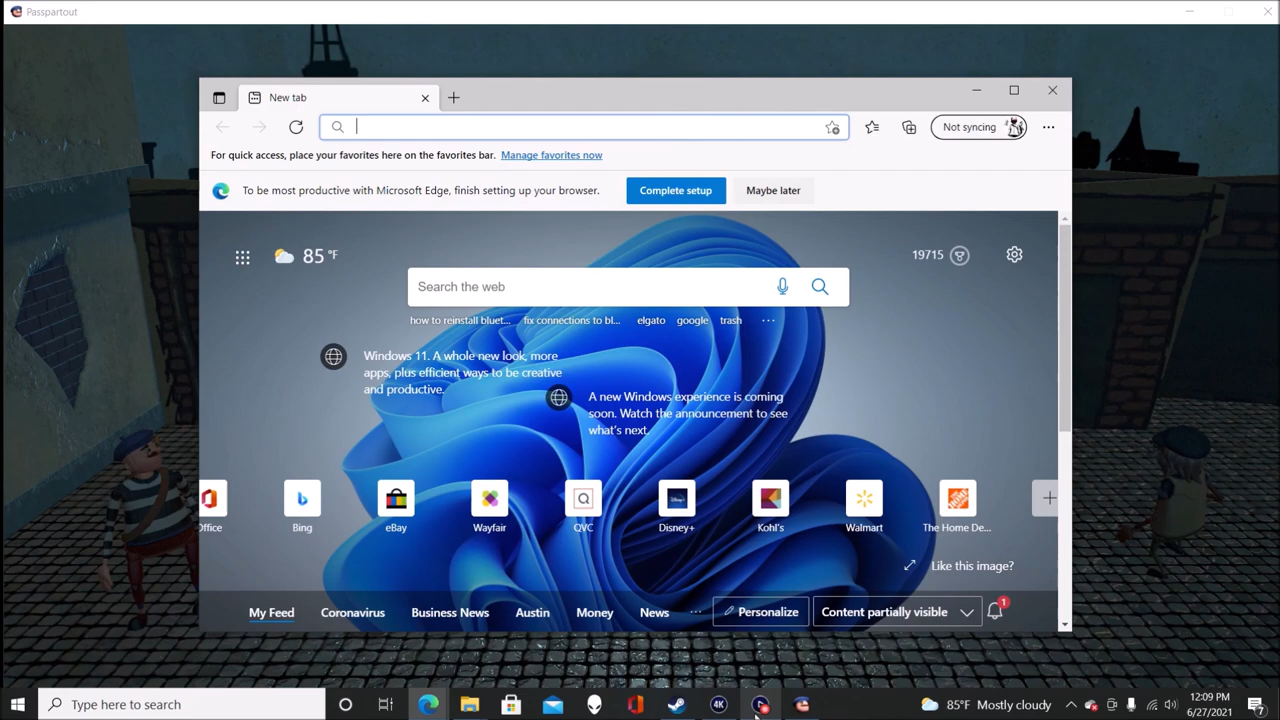 Passpartout
New tab
Not syncing
For quick access, place your favorites here on the favorites bar. Manage favorites now
To be most productive with Microsoft Edge, finish setting up your browser. Complete setup Maybe later
85 °F
19715
Search the web
how to reinstall bluet... fix connections to bl... elgato google trash ...
Windows 11. A whole new look, more
apps, plus efficient ways to be creative
and productive.
A new Windows experience is coming
soon. Watch the announcement to see
what's next.
Office Bing eBay Wayfair QVC Disney+ Kohl's Walmart The Home De...
Like this image?
My Feed Coronavirus Business News Austin Money News ... Personalize Content partially visible 1
Type here to search
4K
85°F Mostly cloudy
12:09 PM
6/27/2021
7